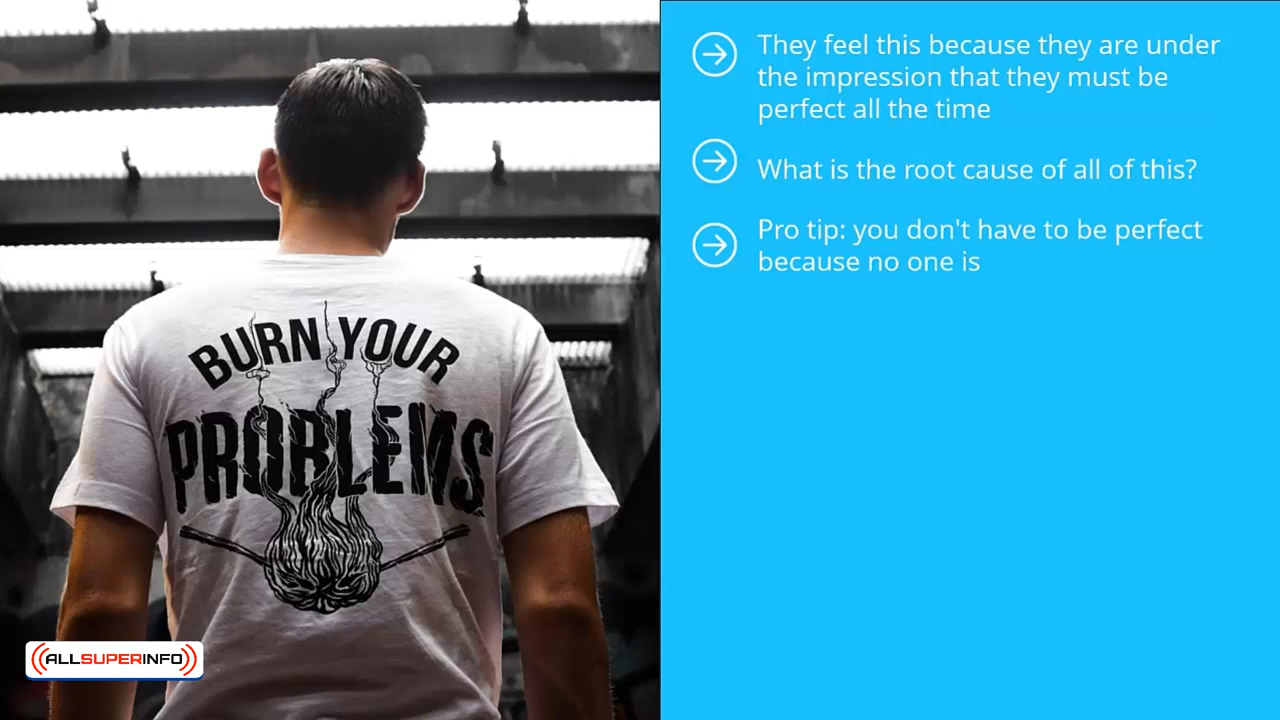 BURN YOUR
PROBLEMS
ALLSUPERINFO
They feel this because they are under
the impression that they must be
perfect all the time
What is the root cause of all of this?
Pro tip: you don't have to be perfect
because no one is